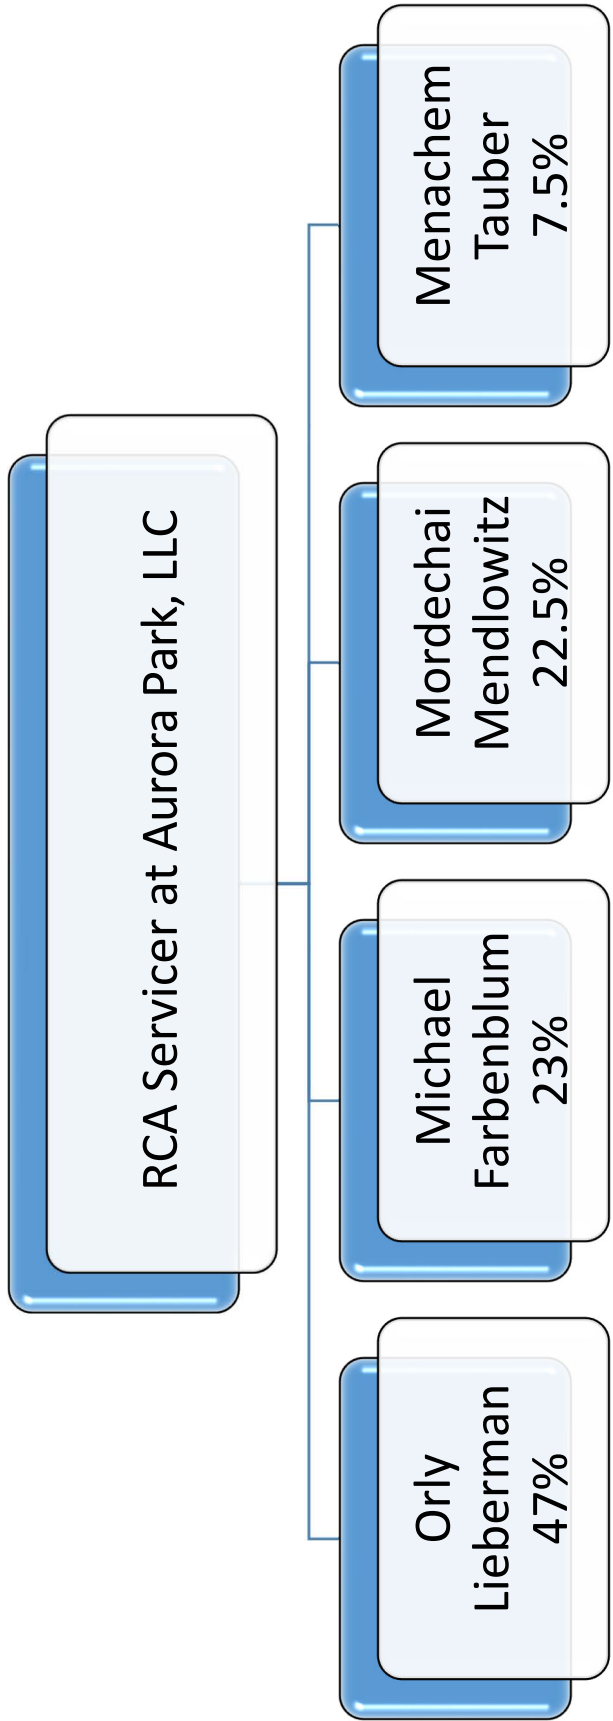 RCA Servicer at Aurora Park, LLC
Orly
Lieberman
47%
Michael
Farbenblum
23%
Mordechai
Mendlowitz
22.5%
Menachem
Tauber
7.5%